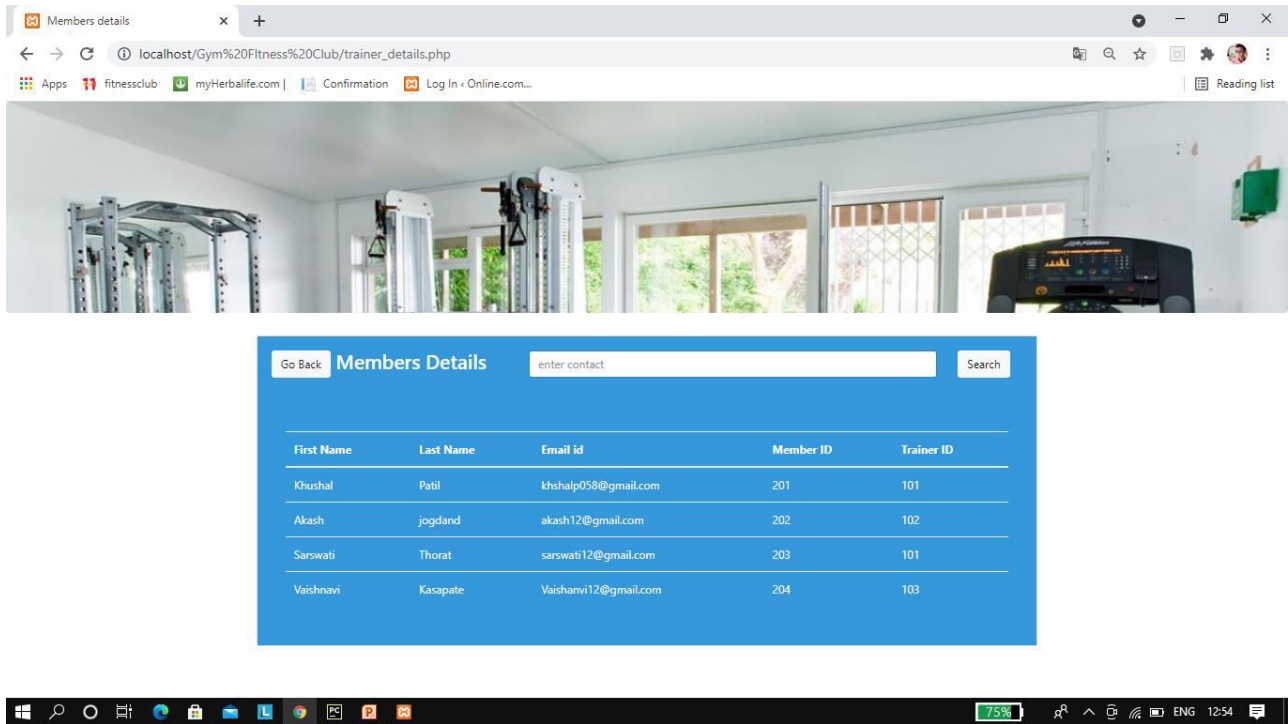 Members details
localhost/Gym%20FItness%20Club/trainer_details.php
Apps fitnessclub myHerbalife.com | Confirmation Log In ‹ Online.com... Reading list
Life Fitness
Go Back Members Details enter contact Search
First Name Last Name Email id Member ID Trainer ID
Khushal Patil khshalp058@gmail.com 201 101
Akash jogdand akash12@gmail.com 202 102
Sarswati Thorat sarswati12@gmail.com 203 101
Vaishnavi Kasapate Vaishanvi12@gmail.com 204 103
L PC P 75% ENG 12:54